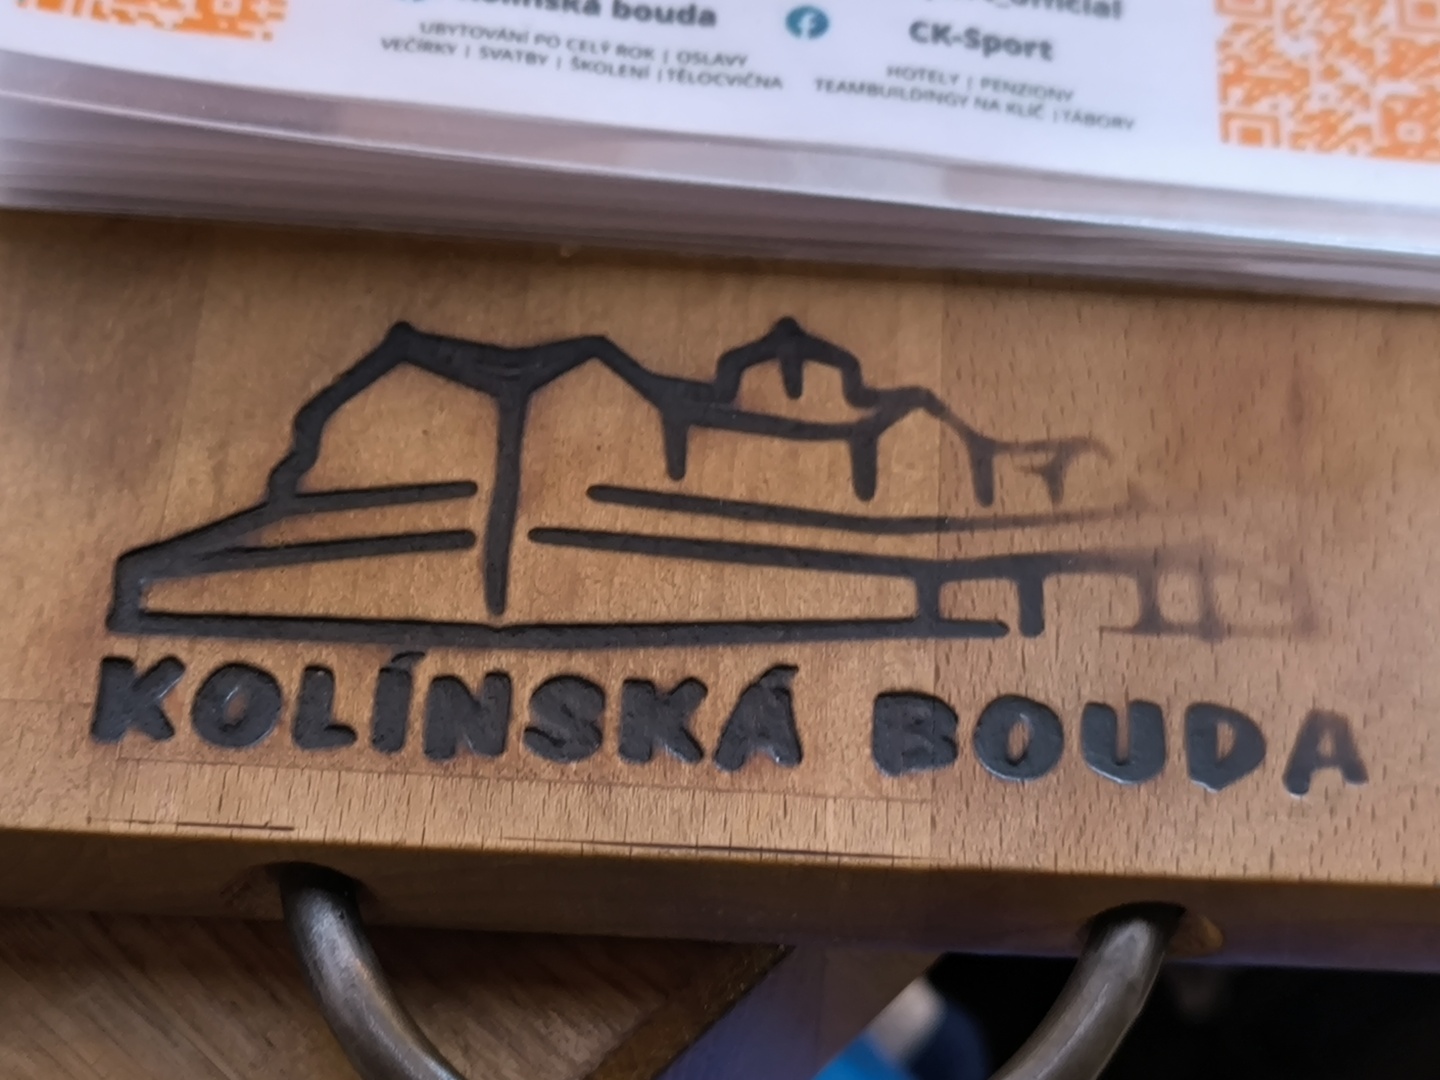 Kolínská bouda
UBYTOVÁNÍ PO CELÝ ROK | OSLAVY
VEČÍRKY | SVATBY | ŠKOLENÍ | TĚLOCVIČNA
CK-Sport
HOTELY | PENZIONY
TEAMBUILDINGY NA KLÍČ | TÁBORY
KOLÍNSKÁ BOUDA